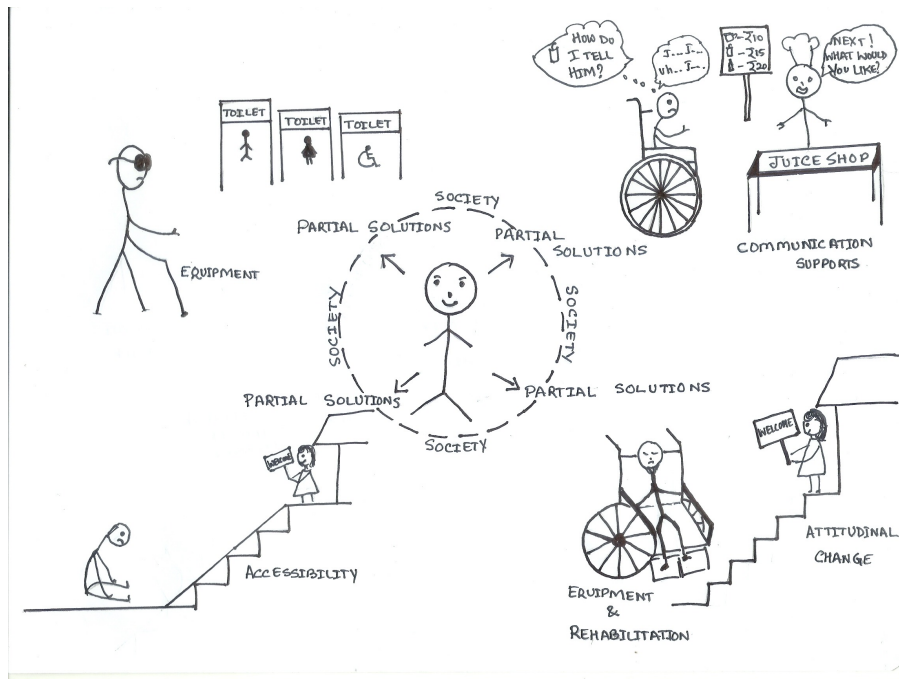 HOW DO
I TELL
HIM?
I... I...
uh.. I...
- ₹10
- ₹15
- ₹20
NEXT!
WHAT WOULD
YOU LIKE?
JUICE SHOP
COMMUNICATION
SUPPORTS
TOILET
TOILET
TOILET
EQUIPMENT
SOCIETY
PARTIAL SOLUTIONS
PARTIAL
SOLUTIONS
SOCIETY
SOCIETY
PARTIAL SOLUTIONS
PARTIAL SOLUTIONS
SOCIETY
WELCOME
ACCESSIBILITY
WELCOME
ATTITUDINAL
CHANGE
EQUIPMENT
&
REHABILITATION